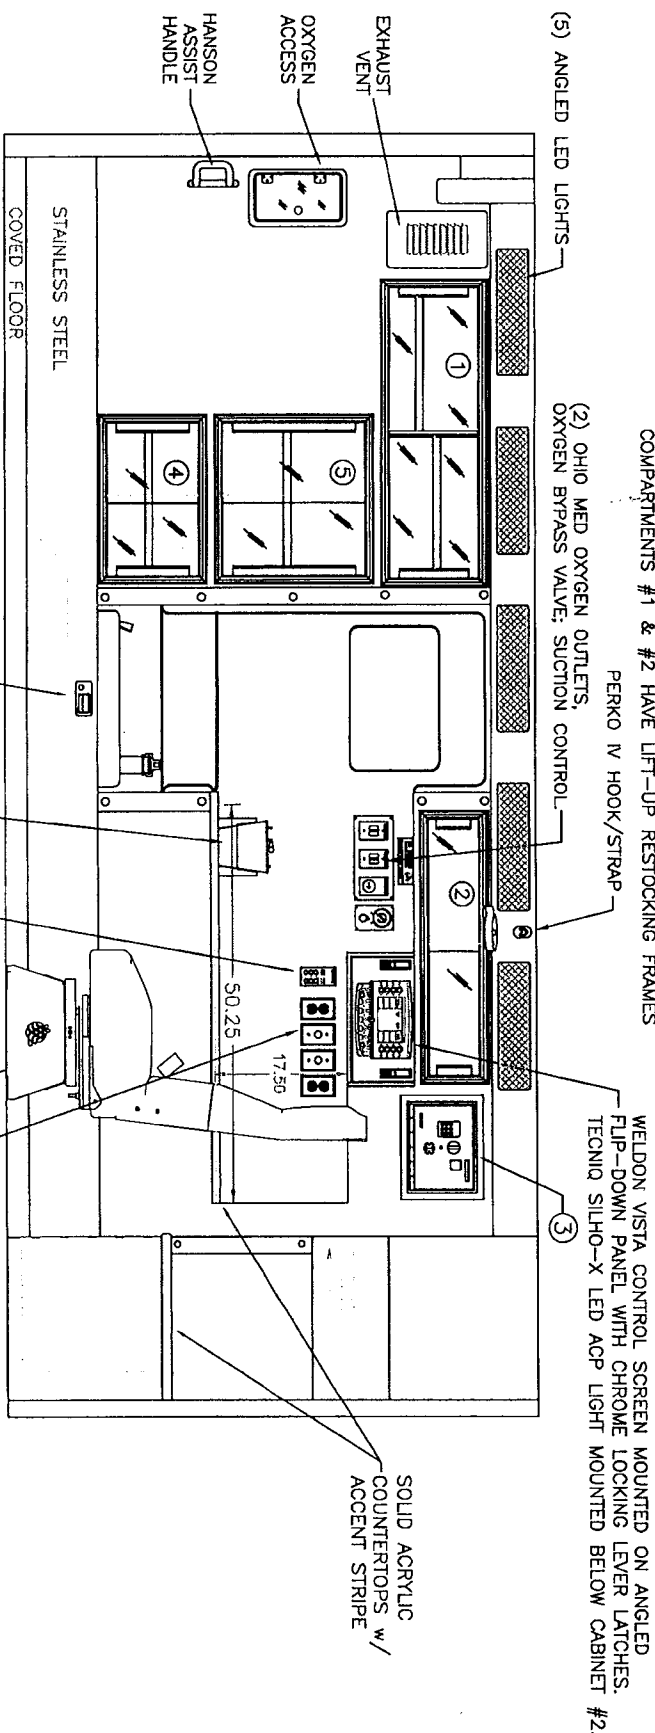 COMPARTMENTS #1 & #2 HAVE LIFT-UP RESTOCKING FRAMES
PERKO IV HOOK/STRAP
WELDON VISTA CONTROL SCREEN MOUNTED ON ANGLED
FLIP-DOWN PANEL WITH CHROME LOCKING LEVER LATCHES.
TECNIQ SILHO-X LED ACP LIGHT MOUNTED BELOW CABINET #2.
(5) ANGLED LED LIGHTS
(2) OHIO MED OXYGEN OUTLETS,
OXYGEN BYPASS VALVE; SUCTION CONTROL
EXHAUST
VENT
OXYGEN
ACCESS
HANSON
ASSIST
HANDLE
1
2
3
5
4
50.25
17.50
STAINLESS STEEL
COVED FLOOR
SOLID ACRYLIC
COUNTERTOPS w/
ACCENT STRIPE